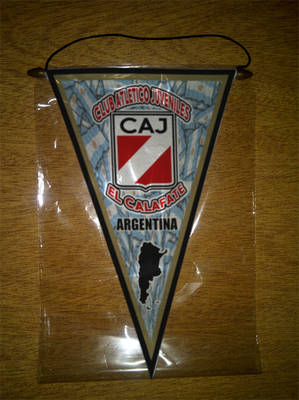 CLUB ATLETICO JUVENILES
CAJ
EL CALAFATE
ARGENTINA